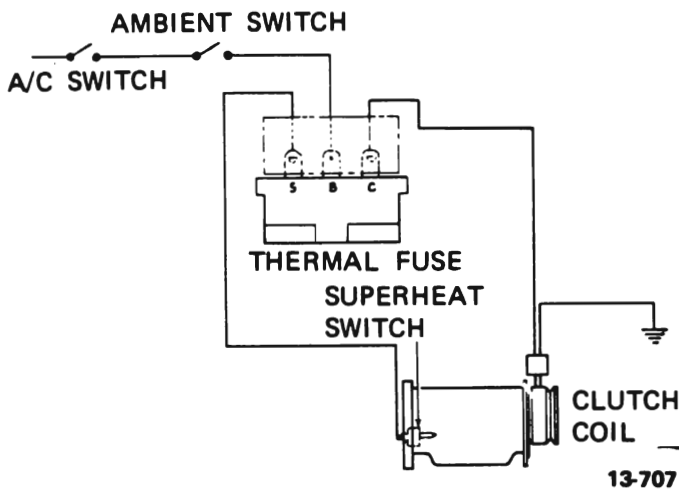 AMBIENT SWITCH
A/C SWITCH
S B C
THERMAL FUSE
SUPERHEAT
SWITCH
CLUTCH
COIL
13-707